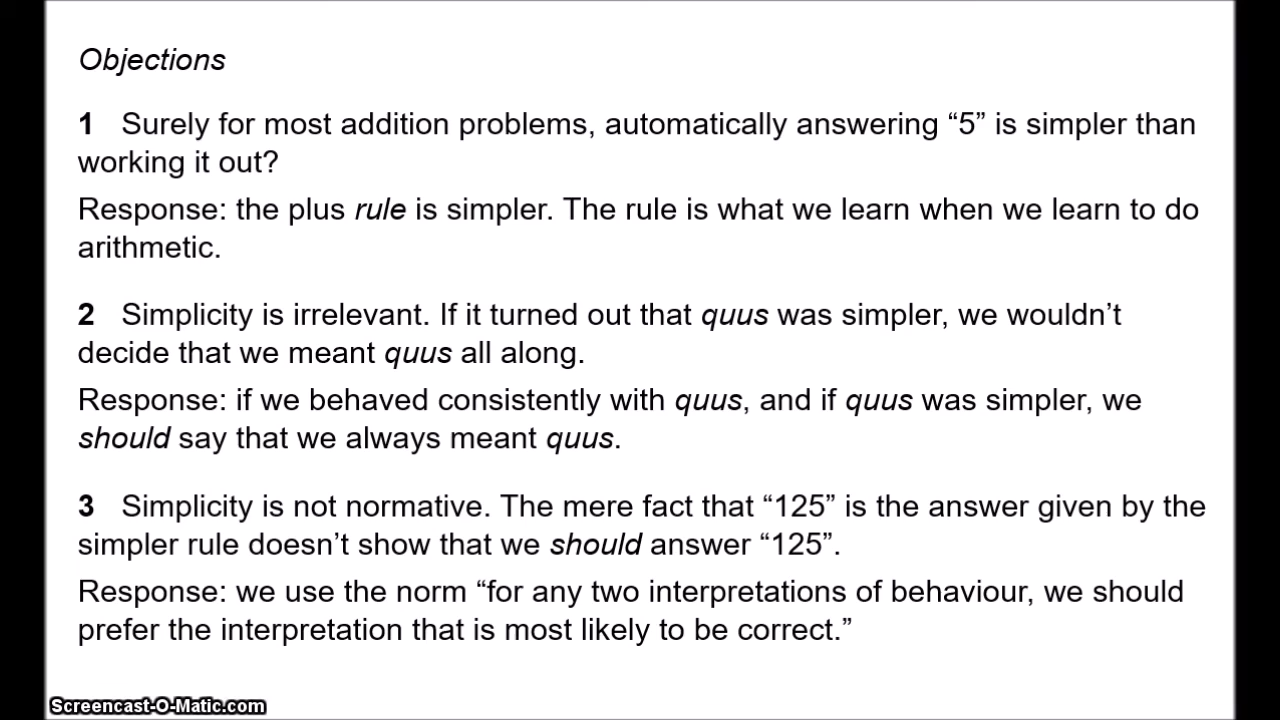 Objections
1 Surely for most addition problems, automatically answering “5” is simpler than
working it out?
Response: the plus rule is simpler. The rule is what we learn when we learn to do
arithmetic.
2 Simplicity is irrelevant. If it turned out that quus was simpler, we wouldn’t
decide that we meant quus all along.
Response: if we behaved consistently with quus, and if quus was simpler, we
should say that we always meant quus.
3 Simplicity is not normative. The mere fact that “125” is the answer given by the
simpler rule doesn’t show that we should answer “125”.
Response: we use the norm “for any two interpretations of behaviour, we should
prefer the interpretation that is most likely to be correct.”
Screencast-O-Matic.com